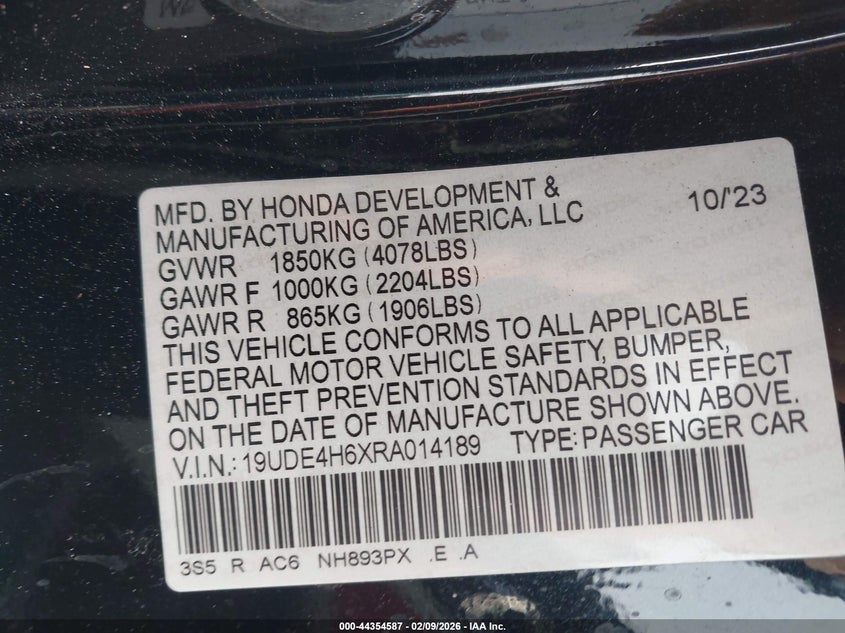 MFD. BY HONDA DEVELOPMENT &
MANUFACTURING OF AMERICA, LLC
10/'23
GVWR 1850KG (4078LBS)
GAWR F 1000KG (2204LBS)
GAWR R 865KG (1906LBS)
THIS VEHICLE CONFORMS TO ALL APPLICABLE
FEDERAL MOTOR VEHICLE SAFETY, BUMPER,
AND THEFT PREVENTION STANDARDS IN EFFECT
ON THE DATE OF MANUFACTURE SHOWN ABOVE.
V.I.N.: 19UDE4H6XRA014189 TYPE: PASSENGER CAR
3S5 R AC6 NH893PX .E .A
000-44354587 - 02/09/2026 - IAA Inc.